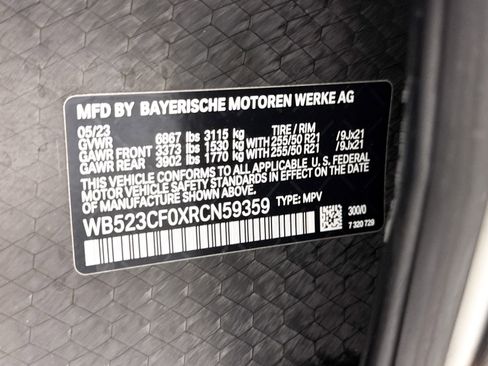 MFD BY BAYERISCHE MOTOREN WERKE AG
05/23
GVWR 6867 lbs 3115 kg TIRE / RIM
GAWR FRONT 3373 lbs 1530 kg 255/50 R21 /9Jx21
GAWR REAR 3902 lbs 1770 kg 255/50 R21 /9Jx21
THIS VEHICLE CONFORMS TO ALL APPLICABLE U.S. FEDERAL
MOTOR VEHICLE SAFETY STANDARDS IN EFFECT ON THE
DATE OF MANUFACTURE SHOWN ABOVE.
WB523CF0XRCN59359 TYPE: MPV
300/0
7 320 729